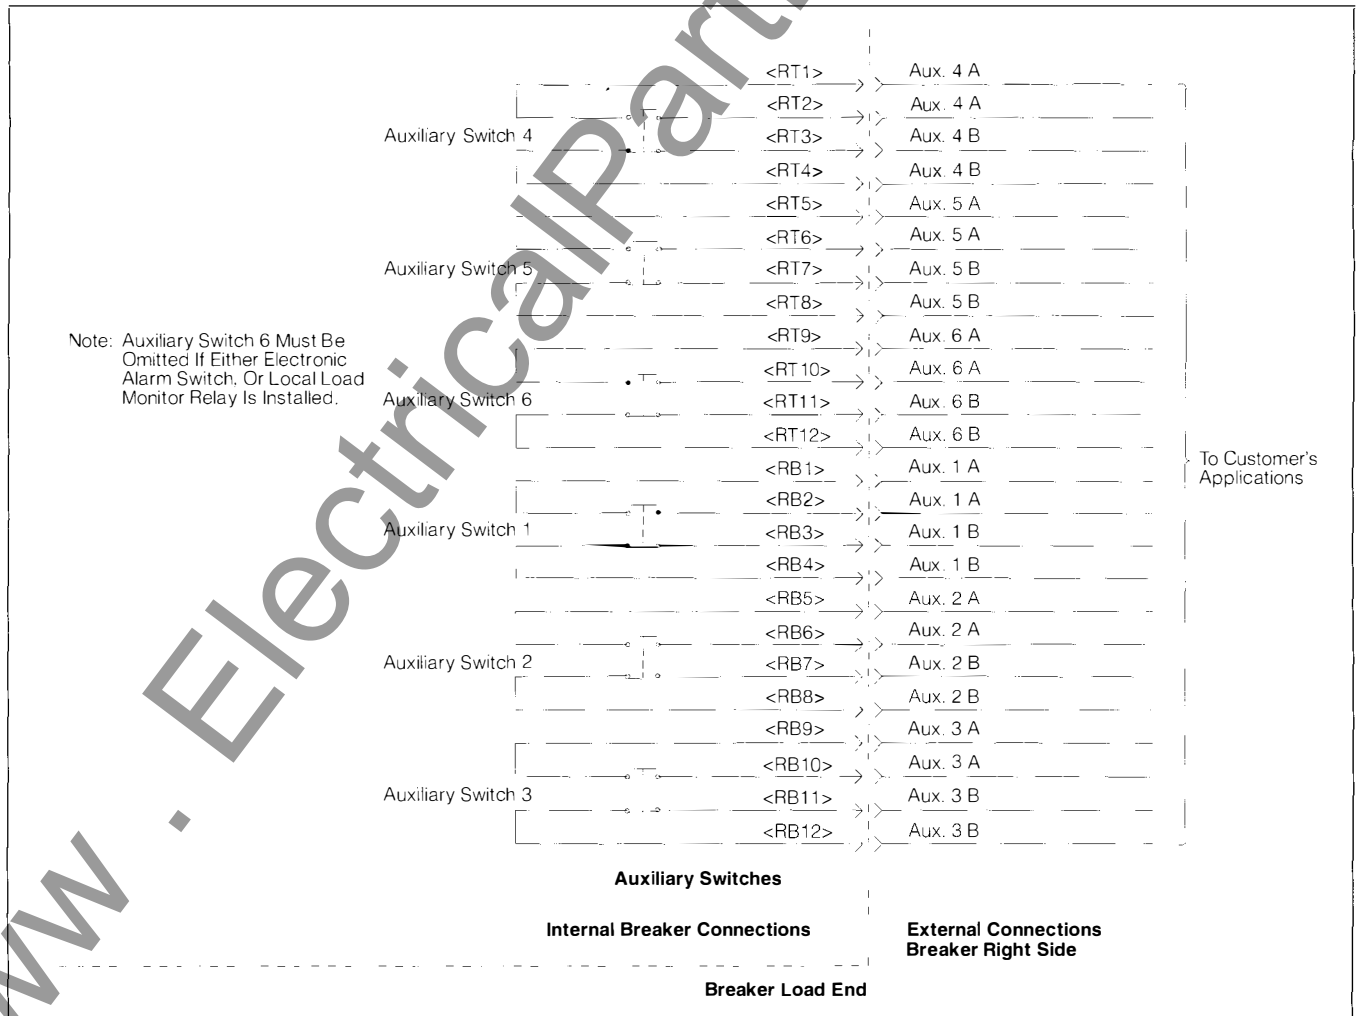 <RT1> Aux. 4 A
<RT2> Aux. 4 A
Auxiliary Switch 4
<RT3> Aux. 4 B
<RT4> Aux. 4 B
<RT5> Aux. 5 A
<RT6> Aux. 5 A
Auxiliary Switch 5
<RT7> Aux. 5 B
<RT8> Aux. 5 B
Note: Auxiliary Switch 6 Must Be
Omitted If Either Electronic
Alarm Switch, Or Local Load
Monitor Relay Is Installed.
<RT9> Aux. 6 A
<RT10> Aux. 6 A
Auxiliary Switch 6
<RT11> Aux. 6 B
<RT12> Aux. 6 B
To Customer's
Applications
<RB1> Aux. 1 A
<RB2> Aux. 1 A
Auxiliary Switch 1
<RB3> Aux. 1 B
<RB4> Aux. 1 B
<RB5> Aux. 2 A
<RB6> Aux. 2 A
Auxiliary Switch 2
<RB7> Aux. 2 B
<RB8> Aux. 2 B
<RB9> Aux. 3 A
<RB10> Aux. 3 A
Auxiliary Switch 3
<RB11> Aux. 3 B
<RB12> Aux. 3 B
Auxiliary Switches
Internal Breaker Connections
External Connections
Breaker Right Side
Breaker Load End